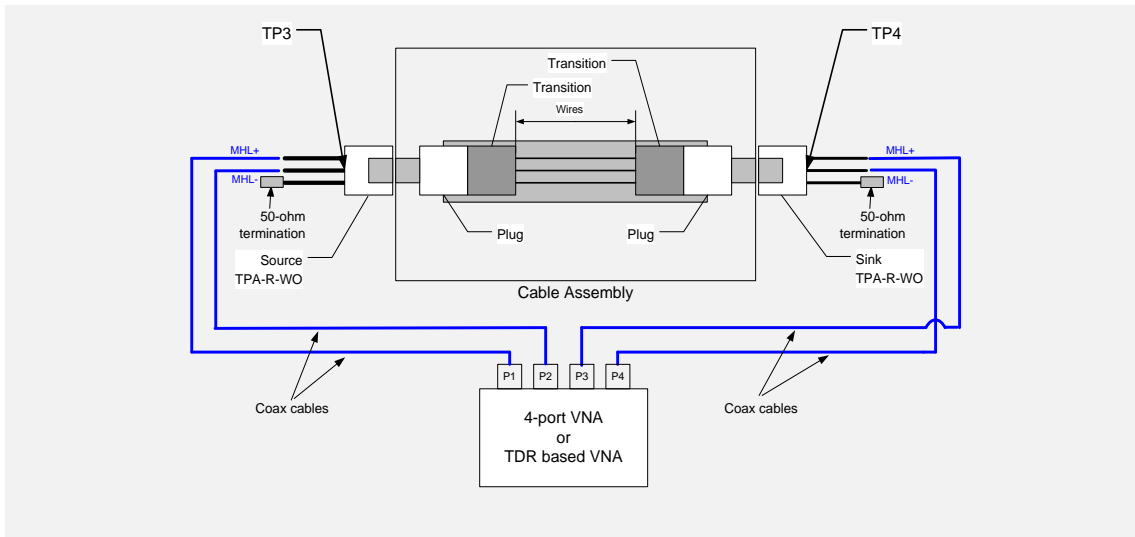 TP3
TP4
Transition
Transition
Wires
MHL+
MHL-
MHL+
MHL-
50-ohm
termination
Plug
Plug
50-ohm
termination
Source
TPA-R-WO
Sink
TPA-R-WO
Cable Assembly
P1
P2
P3
P4
Coax cables
Coax cables
4-port VNA
or
TDR based VNA